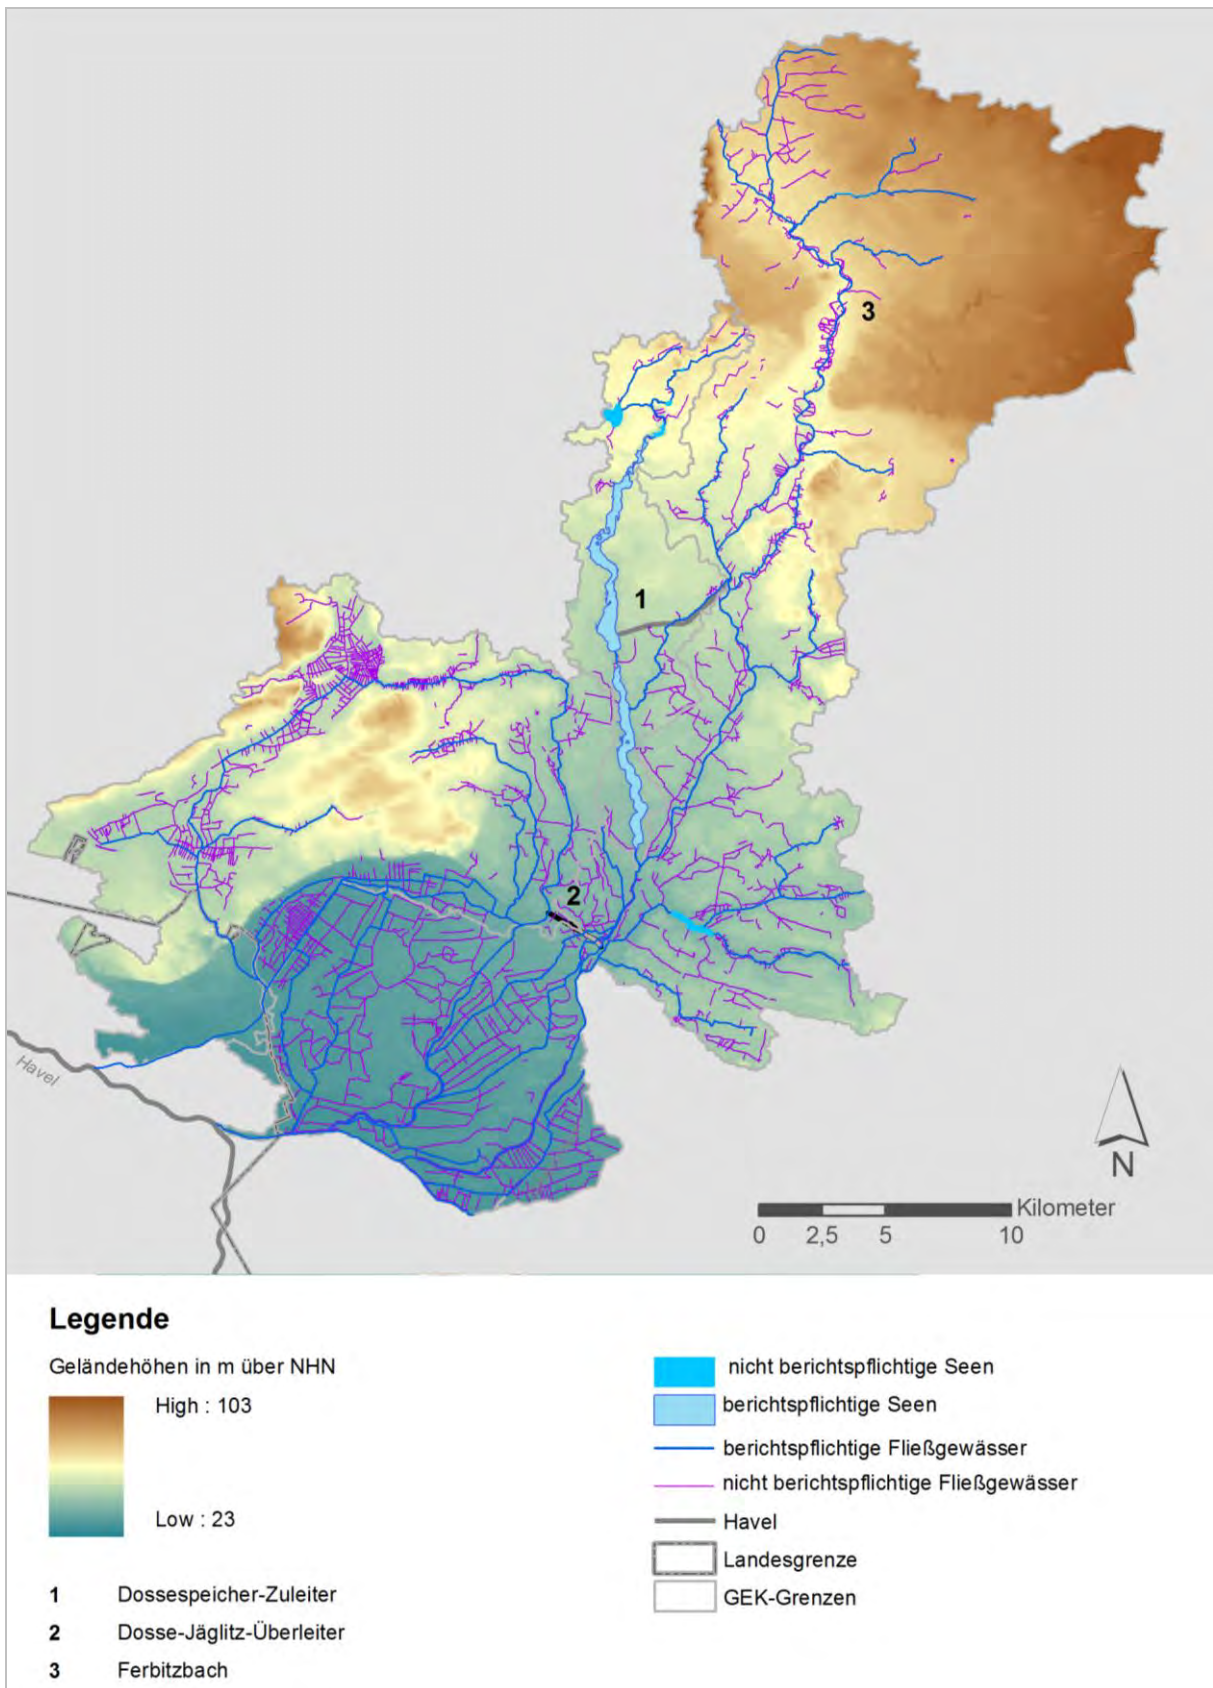 3
1
2
Havel
N
Kilometer
0 2,5 5 10
Legende
Geländehöhen in m über NHN
High : 103
Low : 23
1 Dossespeicher-Zuleiter
2 Dosse-Jäglitz-Überleiter
3 Ferbitzbach
nicht berichtspflichtige Seen
berichtspflichtige Seen
berichtspflichtige Fließgewässer
nicht berichtspflichtige Fließgewässer
Havel
Landesgrenze
GEK-Grenzen